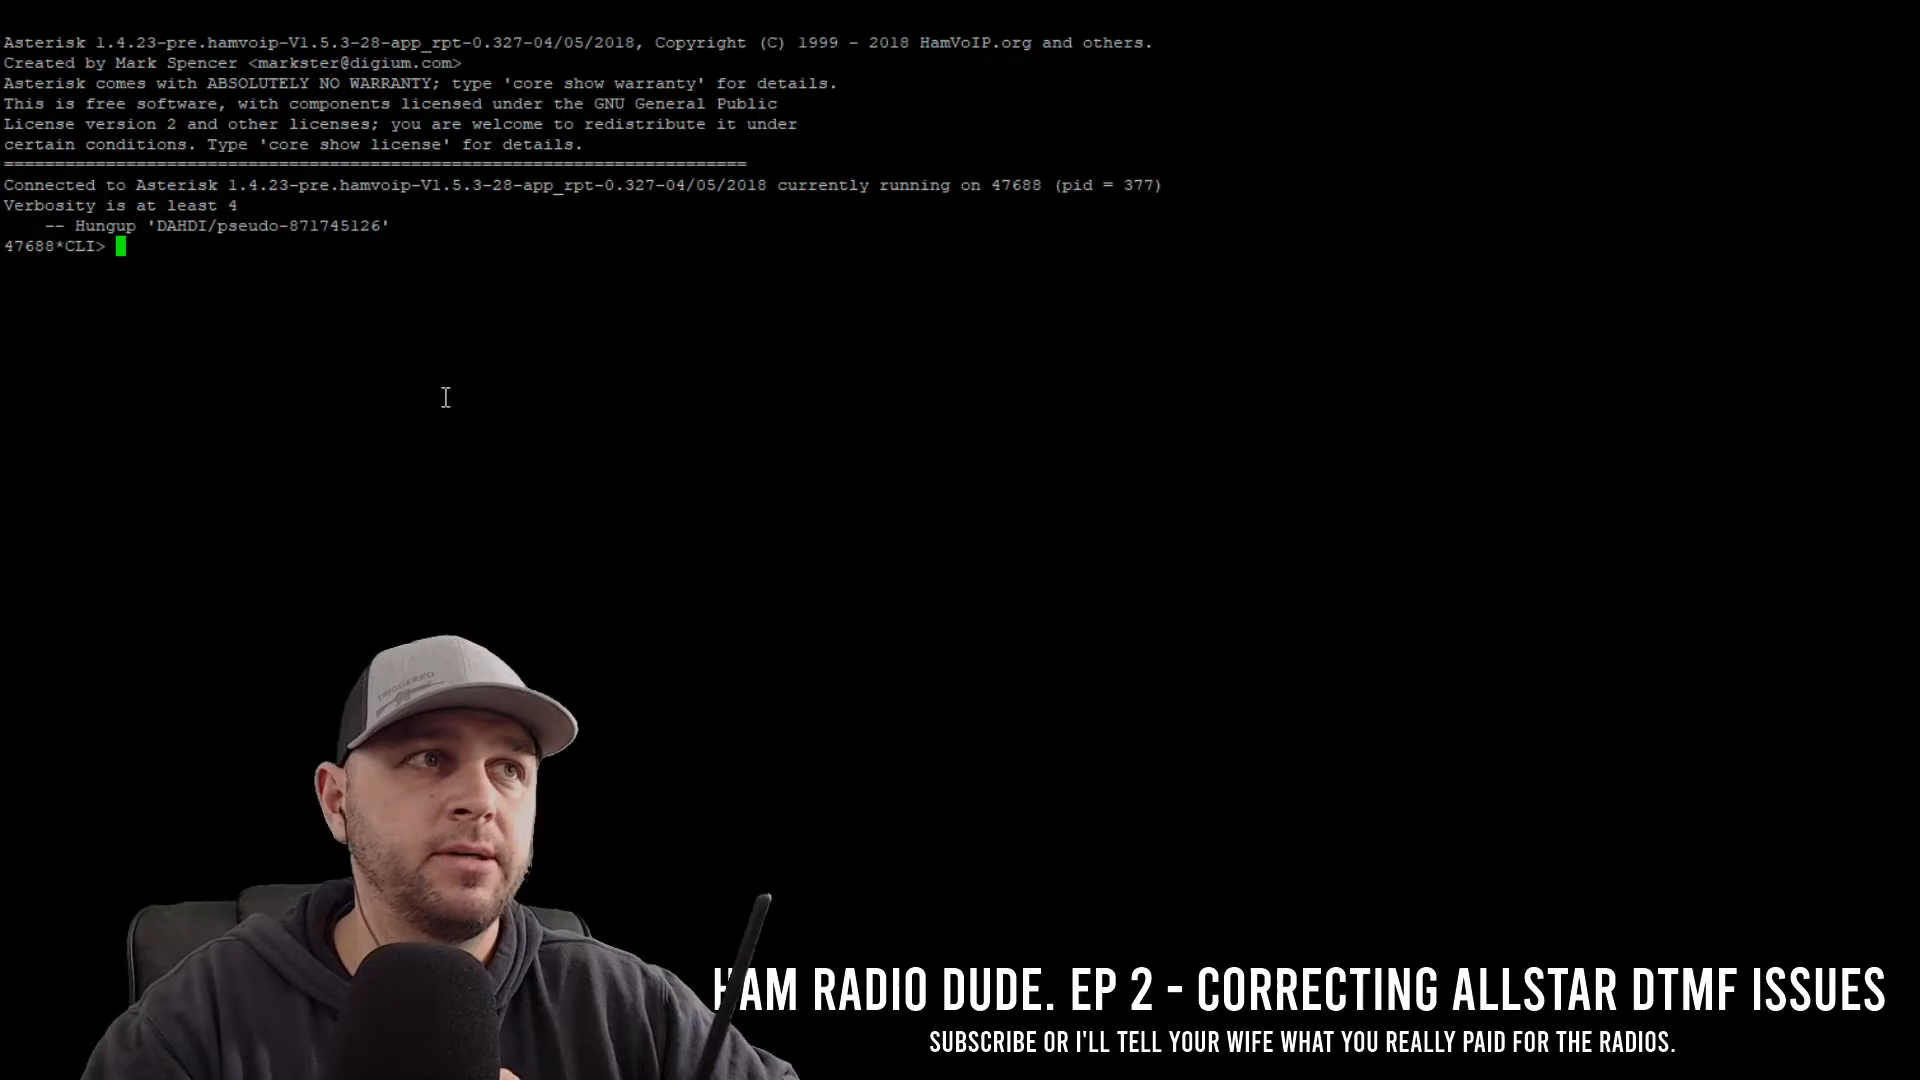 Asterisk 1.4.23-pre.hamvoip-V1.5.3-28-app_rpt-0.327-04/05/2018, Copyright (C) 1999 - 2018 HamVoIP.org and others.
Created by Mark Spencer <markster@digium.com>
Asterisk comes with ABSOLUTELY NO WARRANTY; type 'core show warranty' for details.
This is free software, with components licensed under the GNU General Public
License version 2 and other licenses; you are welcome to redistribute it under
certain conditions. Type 'core show license' for details.
=========================================================================
Connected to Asterisk 1.4.23-pre.hamvoip-V1.5.3-28-app_rpt-0.327-04/05/2018 currently running on 47688 (pid = 377)
Verbosity is at least 4
    -- Hungup 'DAHDI/pseudo-871745126'
47688*CLI>
TRIGGERED
HAM RADIO DUDE. EP 2 - CORRECTING ALLSTAR DTMF ISSUES
SUBSCRIBE OR I'LL TELL YOUR WIFE WHAT YOU REALLY PAID FOR THE RADIOS.